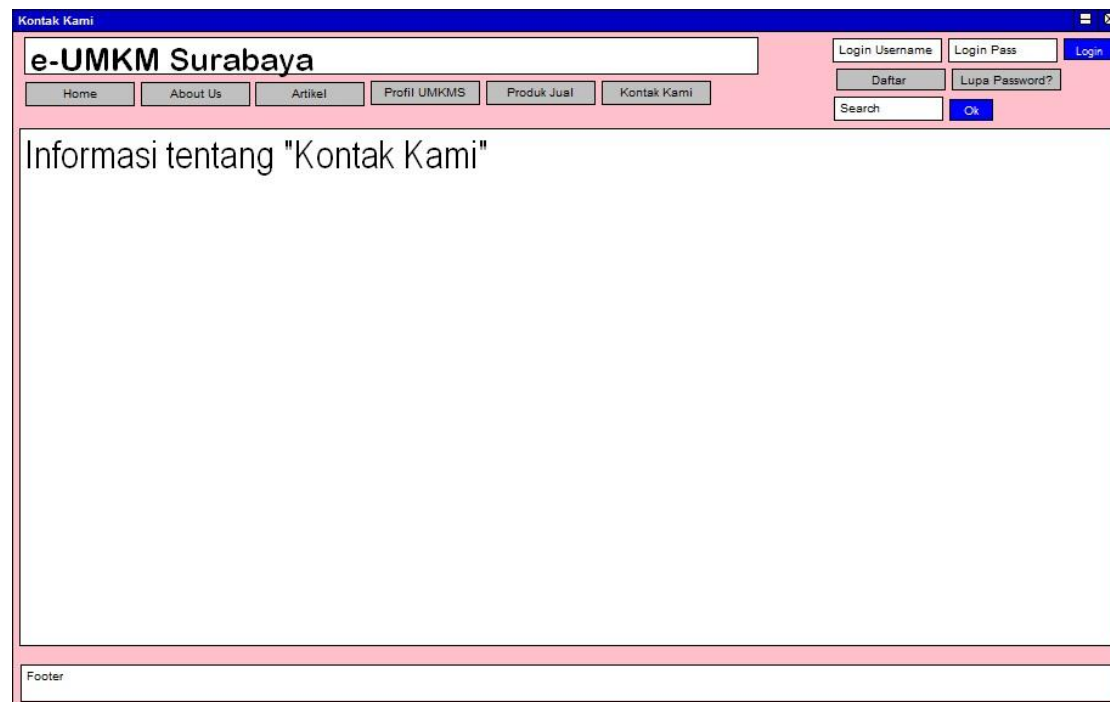 Kontak Kami
e-UMKM Surabaya
Login Username Login Pass Login
Daftar Lupa Password?
Search Ok
Home About Us Artikel Profil UMKMS Produk Jual Kontak Kami
Informasi tentang "Kontak Kami"
Footer